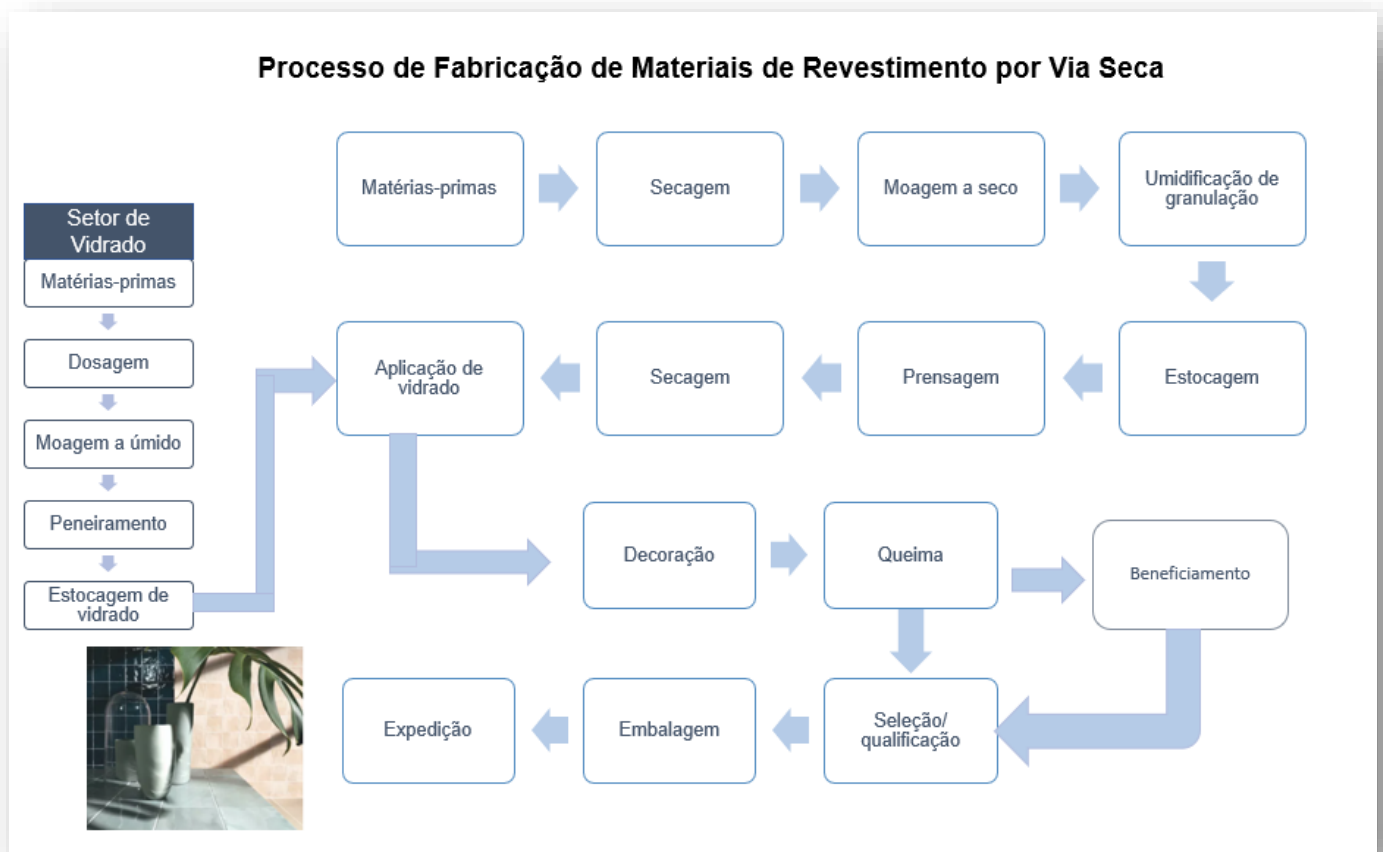 Processo de Fabricação de Materiais de Revestimento por Via Seca
Matérias-primas
Secagem
Moagem a seco
Umidificação de
granulação
Setor de
Vidrado
Matérias-primas
Dosagem
Moagem a úmido
Peneiramento
Estocagem de
vidrado
Aplicação de
vidrado
Secagem
Prensagem
Estocagem
Decoração
Queima
Beneficiamento
Expedição
Embalagem
Seleção/
qualificação